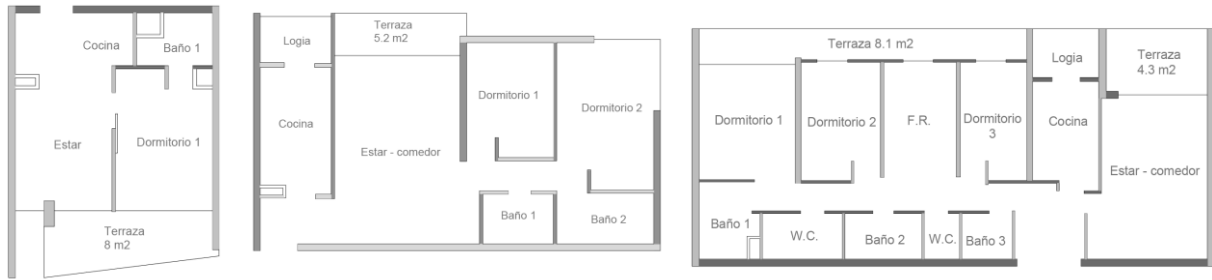 Cocina
Baño 1
Estar
Dormitorio 1
Terraza
8 m2
Logia
Terraza
5.2 m2
Dormitorio 1
Dormitorio 2
Cocina
Estar - comedor
Baño 1
Baño 2
Terraza 8.1 m2
Logia
Terraza
4.3 m2
Dormitorio 1
Dormitorio 2
F.R.
Dormitorio
3
Cocina
Estar - comedor
Baño 1
W.C.
Baño 2
W.C.
Baño 3